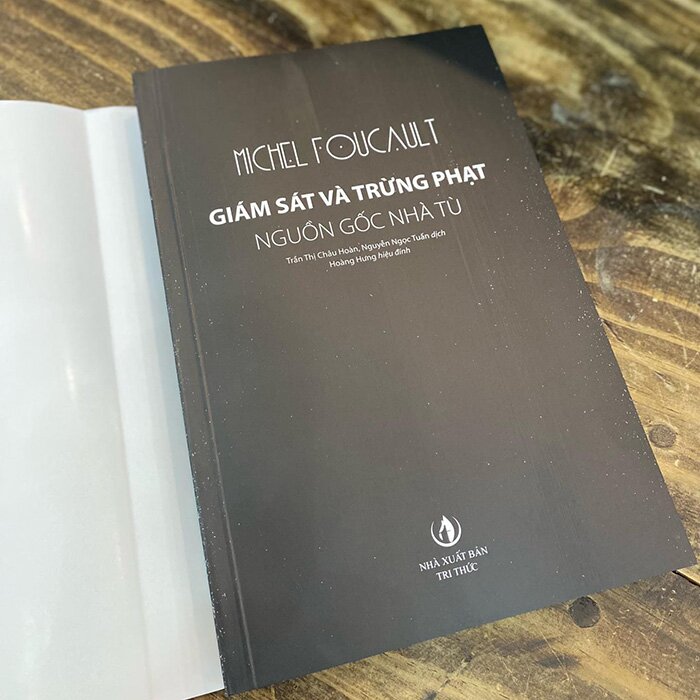 MICHEL FOUCAULT
GIÁM SÁT VÀ TRỪNG PHẠT
NGUỒN GỐC NHÀ TÙ
Trần Thị Châu Hoàn, Nguyễn Ngọc Tuấn dịch
Hoàng Hưng hiệu đính
NHÀ XUẤT BẢN
TRI THỨC